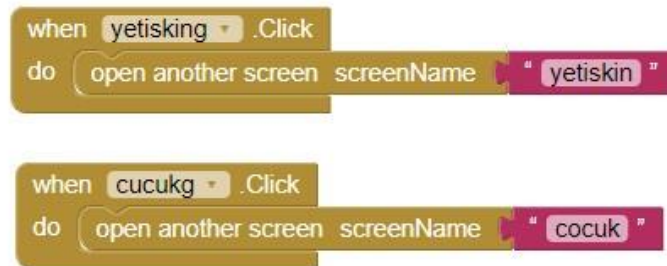 when yetisking .Click
do open another screen screenName " yetiskin "
when cucukg .Click
do open another screen screenName " cocuk "